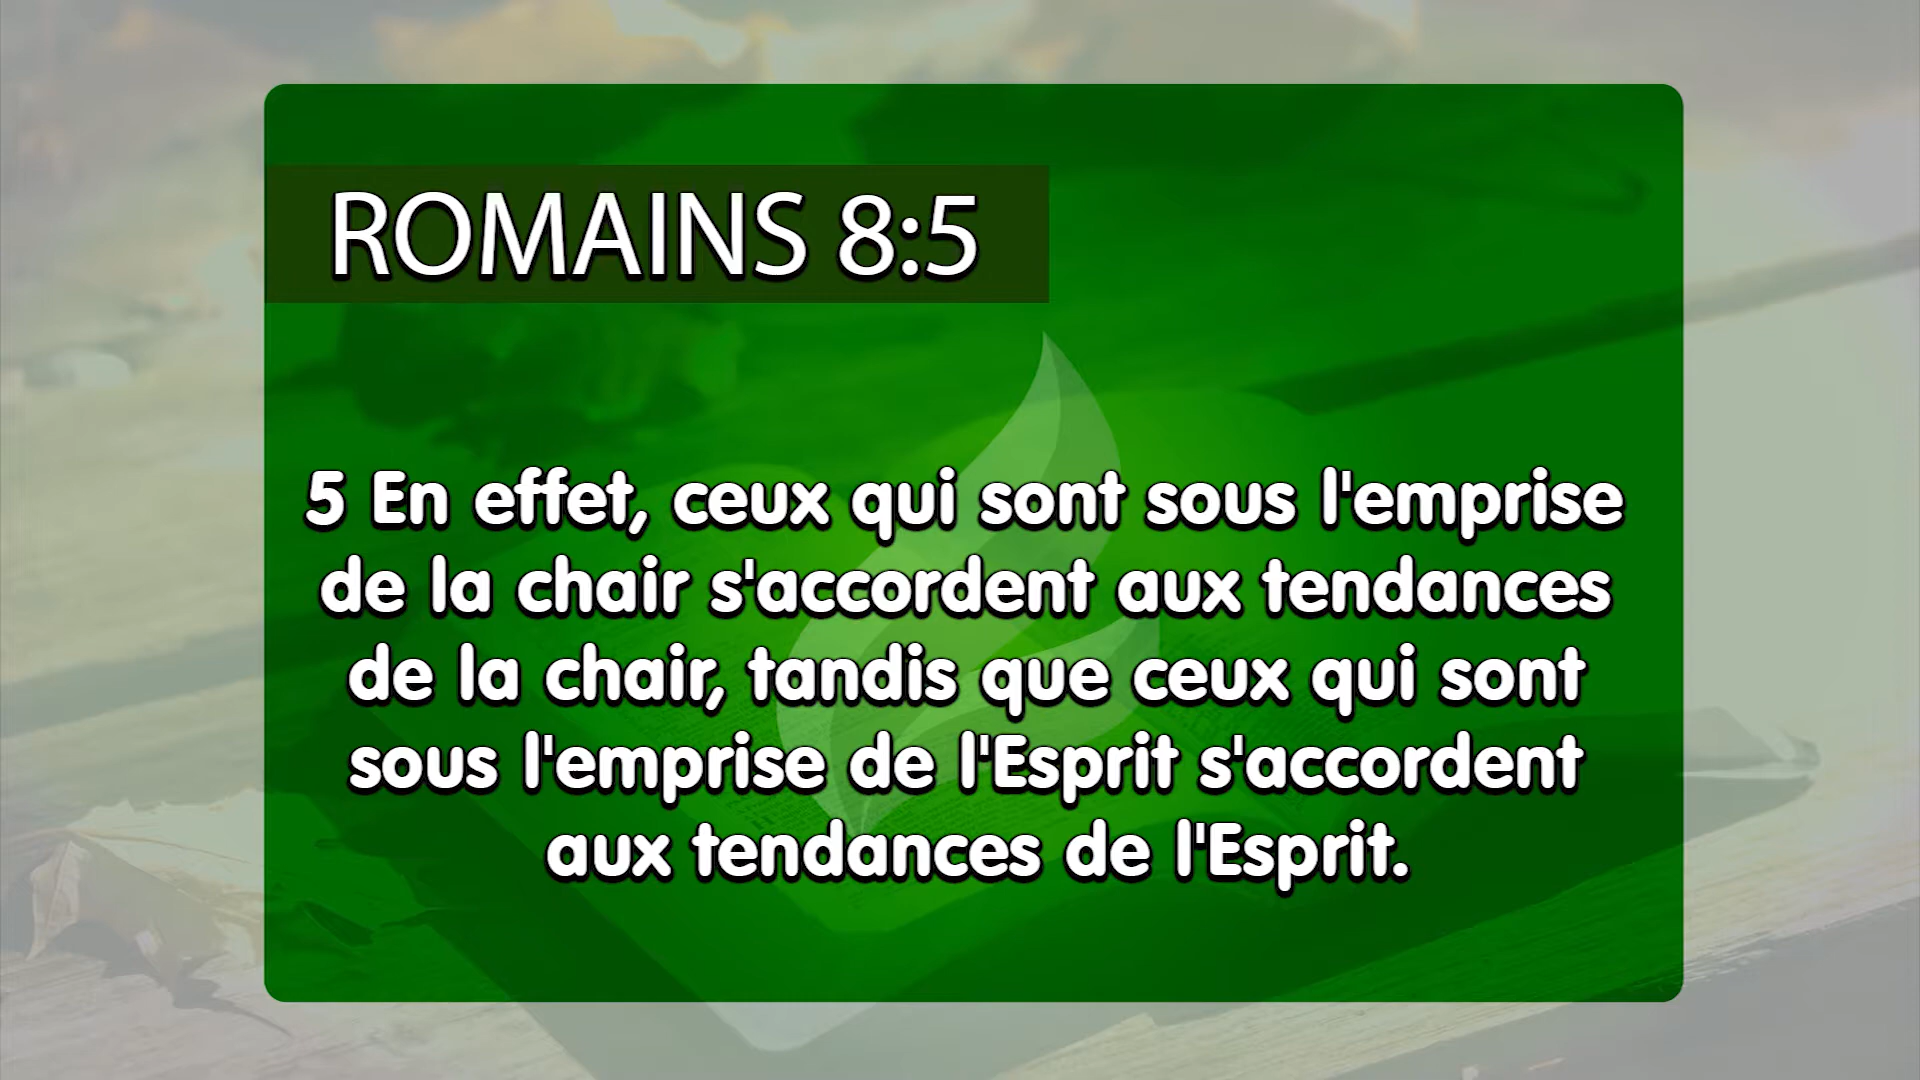 ROMAINS 8:5
5 En effet, ceux qui sont sous l'emprise
de la chair s'accordent aux tendances
de la chair, tandis que ceux qui sont
sous l'emprise de l'Esprit s'accordent
aux tendances de l'Esprit.